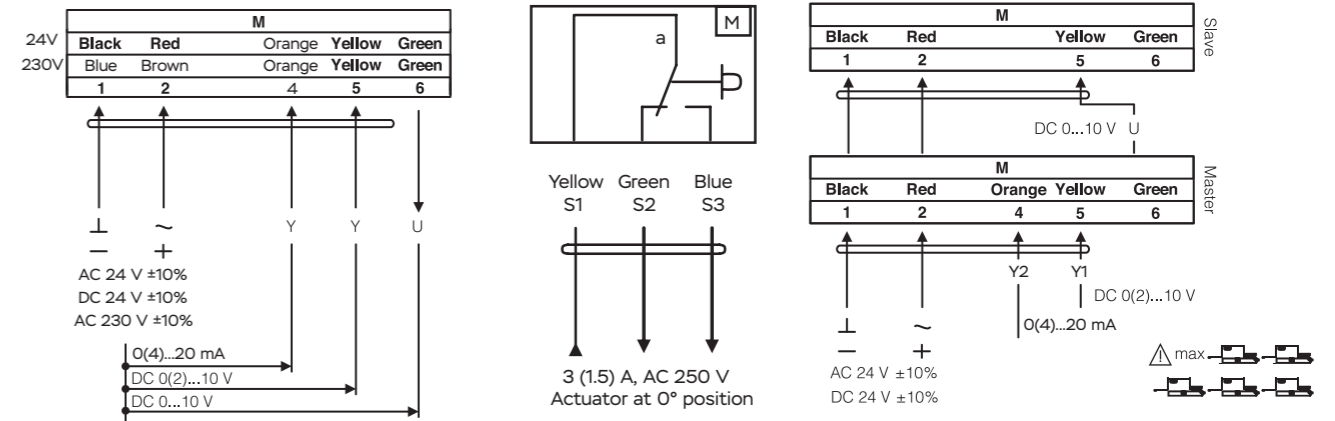 M
24V Black Red Orange Yellow Green
230V Blue Brown Orange Yellow Green
1 2 4 5 6
⊥ ~ Y Y U
− +
AC 24 V ±10%
DC 24 V ±10%
AC 230 V ±10%
0(4)...20 mA
DC 0(2)...10 V
DC 0...10 V
M
a
Yellow Green Blue
S1 S2 S3
3 (1.5) A, AC 250 V
Actuator at 0° position
M
Black Red Yellow Green
1 2 5 6
Slave
DC 0...10 V U
M
Black Red Orange Yellow Green
1 2 4 5 6
Master
Y2 Y1
DC 0(2)...10 V
0(4)...20 mA
⊥ ~
− +
AC 24 V ±10%
DC 24 V ±10%
max